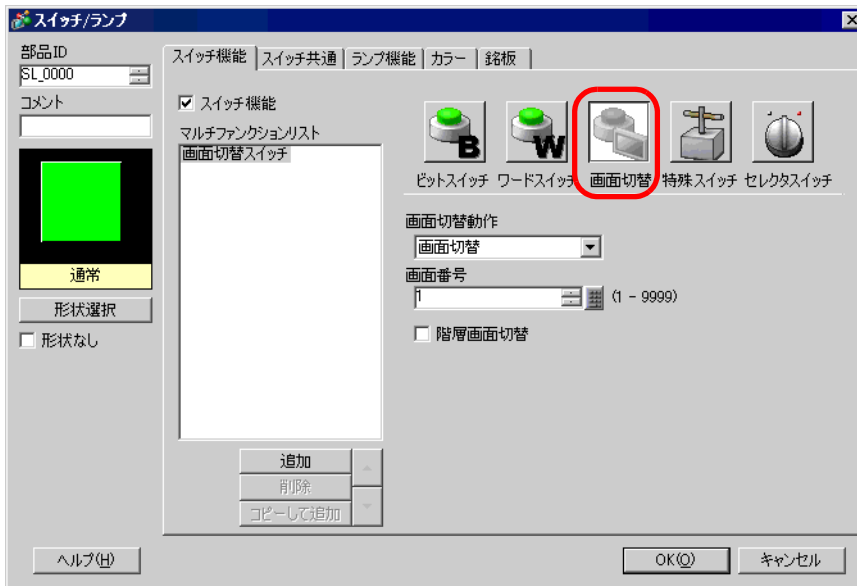 スイッチ/ランプ
部品ID
SL_0000
コメント
通常
形状選択
形状なし
スイッチ機能 スイッチ共通 ランプ機能 カラー 銘板
スイッチ機能
マルチファンクションリスト
画面切替スイッチ
追加
削除
コピーして追加
B W
ビットスイッチ ワードスイッチ 画面切替 特殊スイッチ セレクタスイッチ
画面切替動作
画面切替
画面番号
1 (1 - 9999)
階層画面切替
ヘルプ(H) OK(O) キャンセル